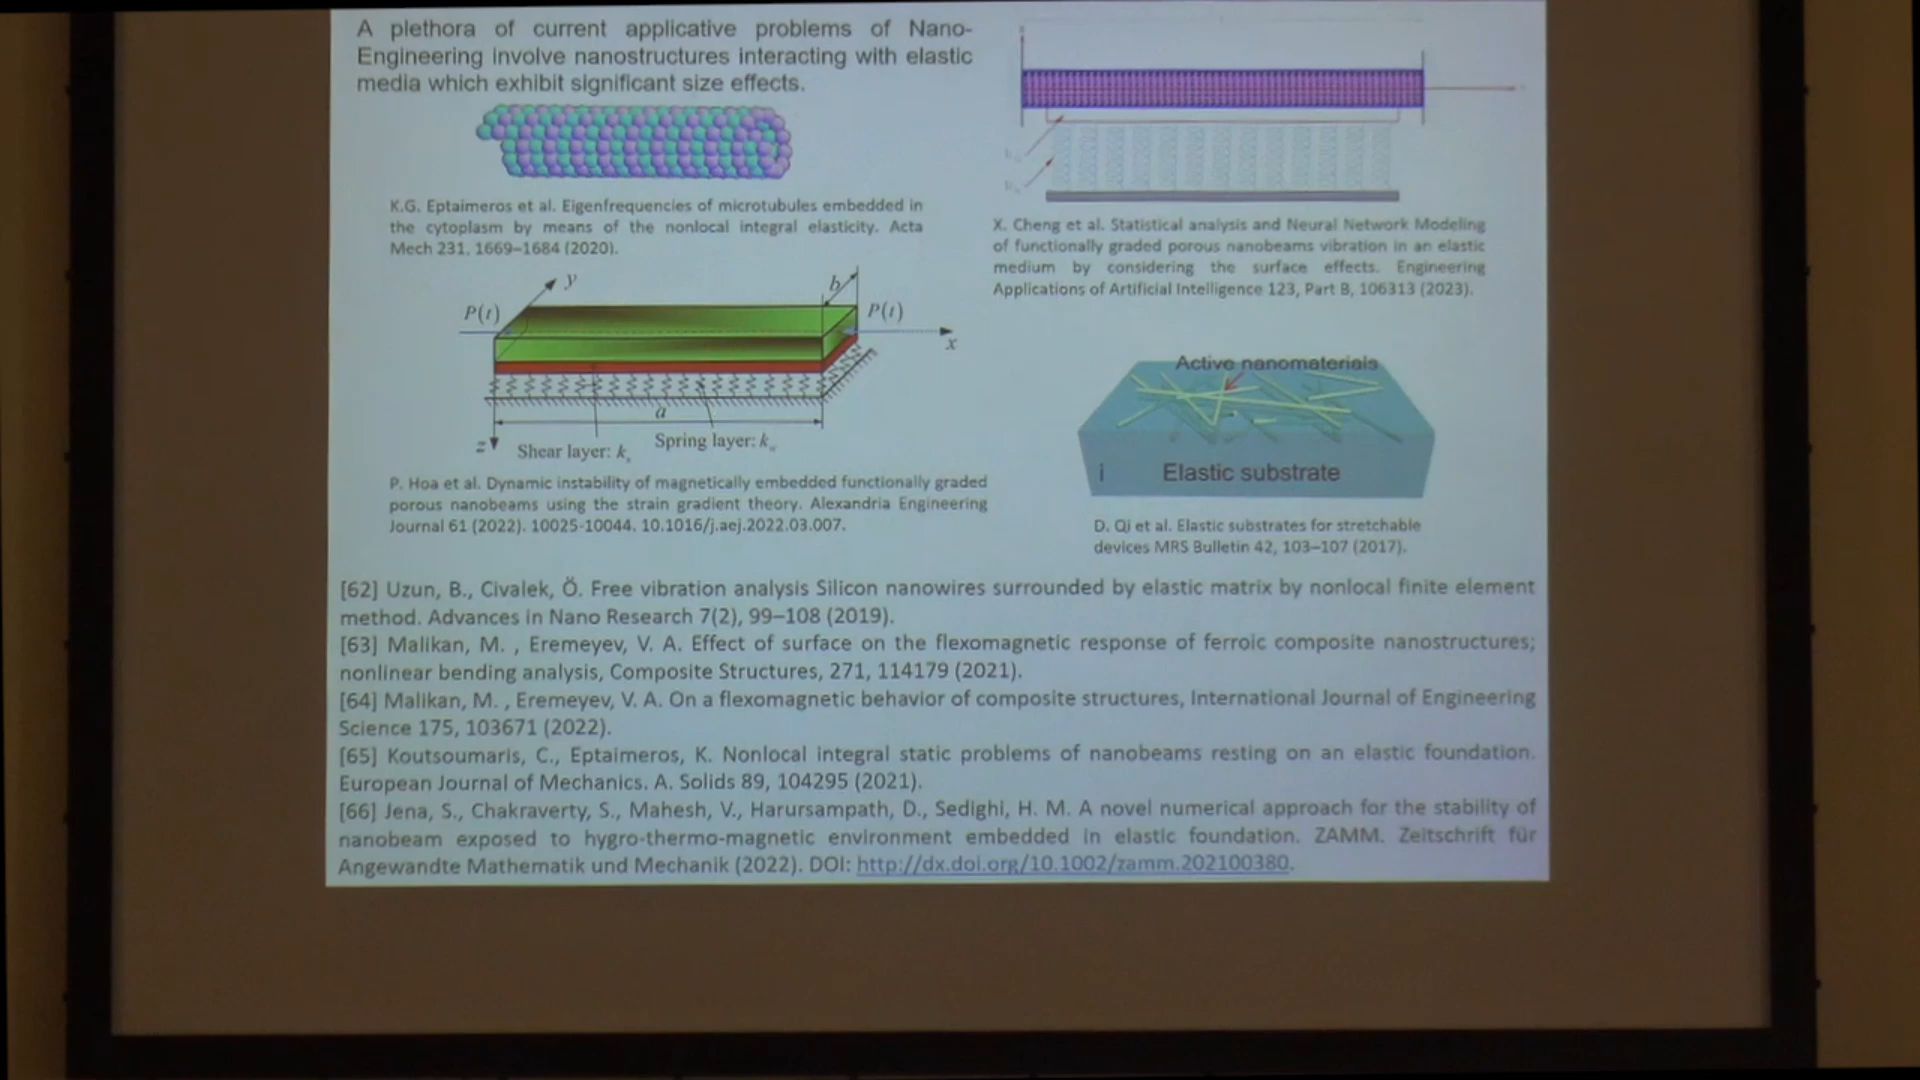 A plethora of current applicative problems of Nano-
Engineering involve nanostructures interacting with elastic
media which exhibit significant size effects.
K.G. Eptaimeros et al. Eigenfrequencies of microtubules embedded in
the cytoplasm by means of the nonlocal integral elasticity. Acta
Mech 231, 1669–1684 (2020).
X. Cheng et al. Statistical analysis and Neural Network Modeling
of functionally graded porous nanobeams vibration in an elastic
medium by considering the surface effects. Engineering
Applications of Artificial Intelligence 123, Part B, 106313 (2023).
y
b
P(t)
P(t)
x
a
z
Shear layer: k
Spring layer: k
P. Hoa et al. Dynamic instability of magnetically embedded functionally graded
porous nanobeams using the strain gradient theory. Alexandria Engineering
Journal 61 (2022). 10025-10044. 10.1016/j.aej.2022.03.007.
Active nanomaterials
i
Elastic substrate
D. Qi et al. Elastic substrates for stretchable
devices MRS Bulletin 42, 103–107 (2017).
[62] Uzun, B., Civalek, Ö. Free vibration analysis Silicon nanowires surrounded by elastic matrix by nonlocal finite element
method. Advances in Nano Research 7(2), 99–108 (2019).
[63] Malikan, M. , Eremeyev, V. A. Effect of surface on the flexomagnetic response of ferroic composite nanostructures;
nonlinear bending analysis, Composite Structures, 271, 114179 (2021).
[64] Malikan, M. , Eremeyev, V. A. On a flexomagnetic behavior of composite structures, International Journal of Engineering
Science 175, 103671 (2022).
[65] Koutsoumaris, C., Eptaimeros, K. Nonlocal integral static problems of nanobeams resting on an elastic foundation.
European Journal of Mechanics. A. Solids 89, 104295 (2021).
[66] Jena, S., Chakraverty, S., Mahesh, V., Harursampath, D., Sedighi, H. M. A novel numerical approach for the stability of
nanobeam exposed to hygro-thermo-magnetic environment embedded in elastic foundation. ZAMM. Zeitschrift für
Angewandte Mathematik und Mechanik (2022). DOI: http://dx.doi.org/10.1002/zamm.202100380.